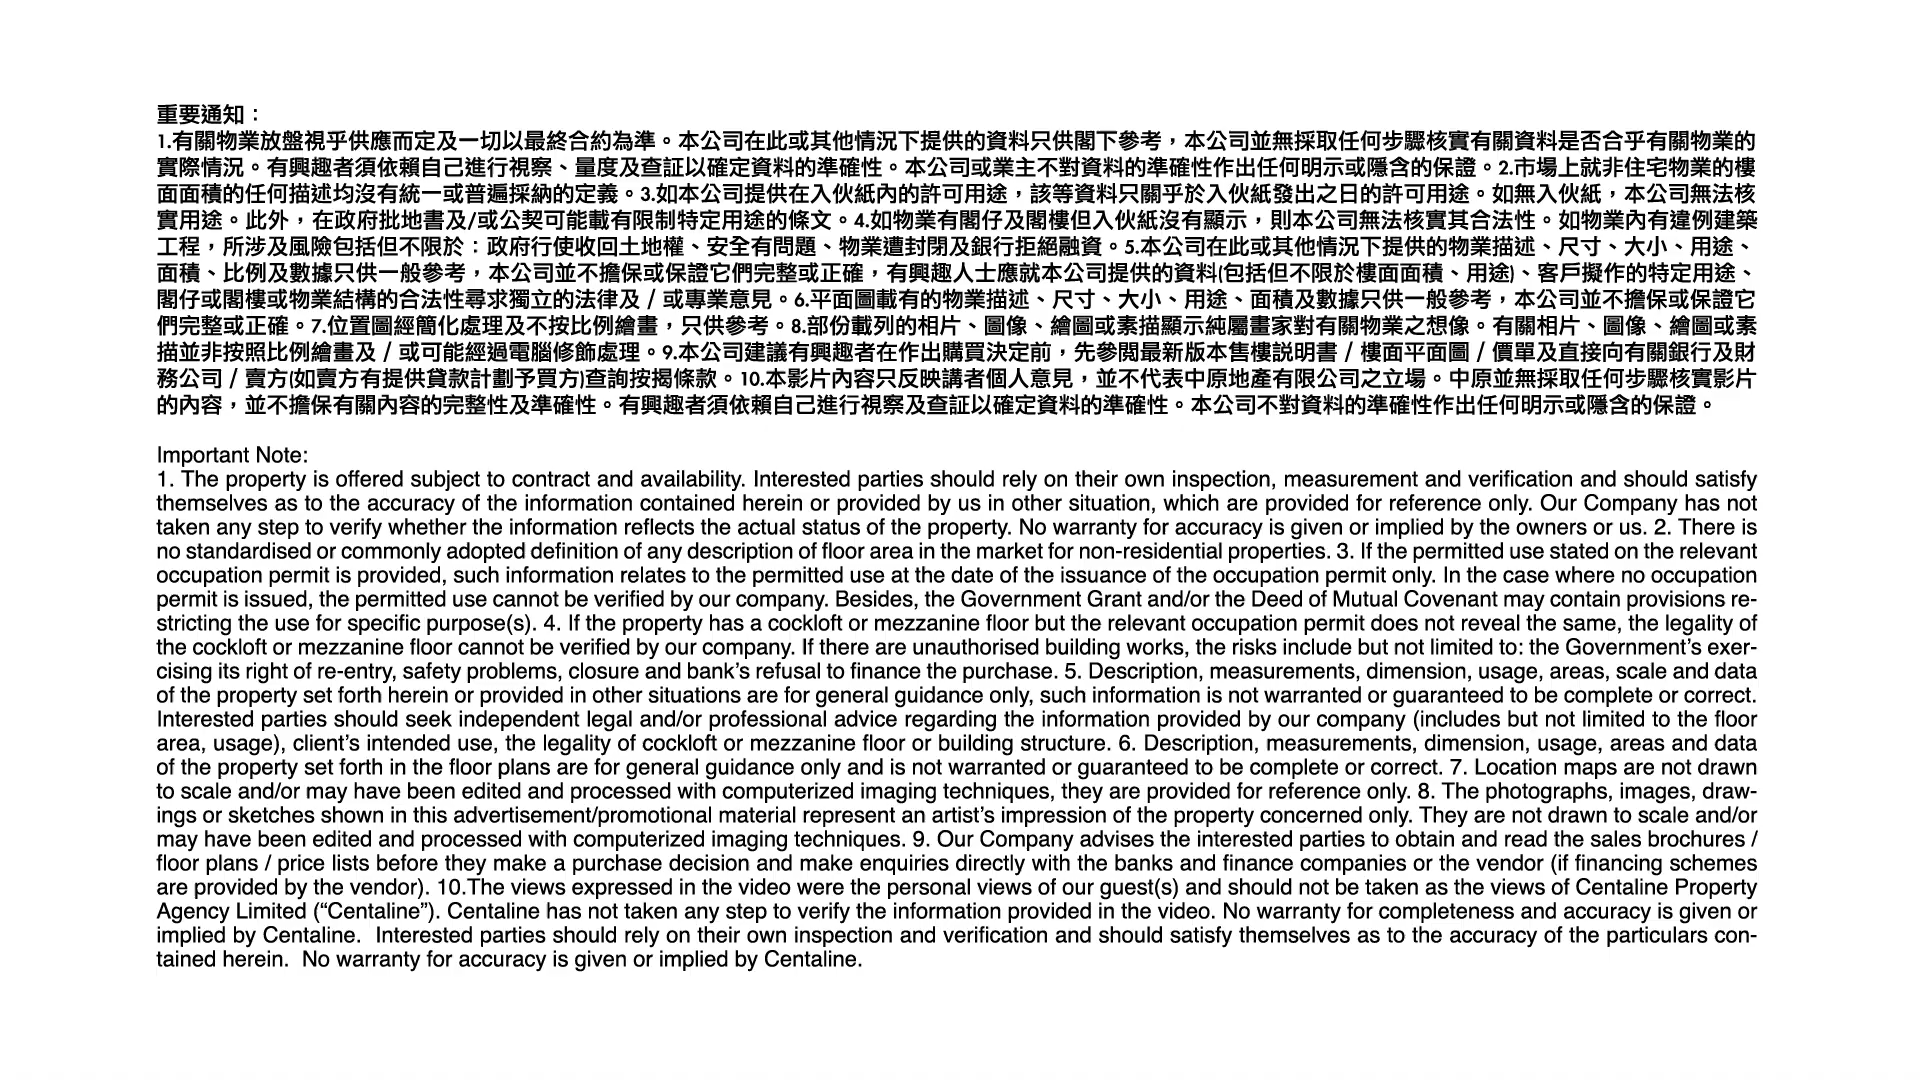 重要通知：
1.有關物業放盤視乎供應而定及一切以最終合約為準。本公司在此或其他情況下提供的資料只供閣下參考，本公司並無採取任何步驟核實有關資料是否合乎有關物業的
實際情況。有興趣者須依賴自己進行視察、量度及查証以確定資料的準確性。本公司或業主不對資料的準確性作出任何明示或隱含的保證。2.市場上就非住宅物業的樓
面面積的任何描述均沒有統一或普遍採納的定義。3.如本公司提供在入伙紙內的許可用途，該等資料只關乎於入伙紙發出之日的許可用途。如無入伙紙，本公司無法核
實用途。此外，在政府批地書及/或公契可能載有限制特定用途的條文。4.如物業有閣仔及閣樓但入伙紙沒有顯示，則本公司無法核實其合法性。如物業內有違例建築
工程，所涉及風險包括但不限於：政府行使收回土地權、安全有問題、物業遭封閉及銀行拒絕融資。5.本公司在此或其他情況下提供的物業描述、尺寸、大小、用途、
面積、比例及數據只供一般參考，本公司並不擔保或保證它們完整或正確，有興趣人士應就本公司提供的資料(包括但不限於樓面面積、用途)、客戶擬作的特定用途、
閣仔或閣樓或物業結構的合法性尋求獨立的法律及 / 或專業意見。6.平面圖載有的物業描述、尺寸、大小、用途、面積及數據只供一般參考，本公司並不擔保或保證它
們完整或正確。7.位置圖經簡化處理及不按比例繪畫，只供參考。8.部份載列的相片、圖像、繪圖或素描顯示純屬畫家對有關物業之想像。有關相片、圖像、繪圖或素
描並非按照比例繪畫及 / 或可能經過電腦修飾處理。9.本公司建議有興趣者在作出購買決定前，先參閱最新版本售樓説明書 / 樓面平面圖 / 價單及直接向有關銀行及財
務公司 / 賣方(如賣方有提供貸款計劃予買方)查詢按揭條款。10.本影片內容只反映講者個人意見，並不代表中原地產有限公司之立場。中原並無採取任何步驟核實影片
的內容，並不擔保有關內容的完整性及準確性。有興趣者須依賴自己進行視察及查証以確定資料的準確性。本公司不對資料的準確性作出任何明示或隱含的保證。
Important Note:
1. The property is offered subject to contract and availability. Interested parties should rely on their own inspection, measurement and verification and should satisfy
themselves as to the accuracy of the information contained herein or provided by us in other situation, which are provided for reference only. Our Company has not
taken any step to verify whether the information reflects the actual status of the property. No warranty for accuracy is given or implied by the owners or us. 2. There is
no standardised or commonly adopted definition of any description of floor area in the market for non-residential properties. 3. If the permitted use stated on the relevant
occupation permit is provided, such information relates to the permitted use at the date of the issuance of the occupation permit only. In the case where no occupation
permit is issued, the permitted use cannot be verified by our company. Besides, the Government Grant and/or the Deed of Mutual Covenant may contain provisions re-
stricting the use for specific purpose(s). 4. If the property has a cockloft or mezzanine floor but the relevant occupation permit does not reveal the same, the legality of
the cockloft or mezzanine floor cannot be verified by our company. If there are unauthorised building works, the risks include but not limited to: the Government’s exer-
cising its right of re-entry, safety problems, closure and bank’s refusal to finance the purchase. 5. Description, measurements, dimension, usage, areas, scale and data
of the property set forth herein or provided in other situations are for general guidance only, such information is not warranted or guaranteed to be complete or correct.
Interested parties should seek independent legal and/or professional advice regarding the information provided by our company (includes but not limited to the floor
area, usage), client’s intended use, the legality of cockloft or mezzanine floor or building structure. 6. Description, measurements, dimension, usage, areas and data
of the property set forth in the floor plans are for general guidance only and is not warranted or guaranteed to be complete or correct. 7. Location maps are not drawn
to scale and/or may have been edited and processed with computerized imaging techniques, they are provided for reference only. 8. The photographs, images, draw-
ings or sketches shown in this advertisement/promotional material represent an artist’s impression of the property concerned only. They are not drawn to scale and/or
may have been edited and processed with computerized imaging techniques. 9. Our Company advises the interested parties to obtain and read the sales brochures /
floor plans / price lists before they make a purchase decision and make enquiries directly with the banks and finance companies or the vendor (if financing schemes
are provided by the vendor). 10.The views expressed in the video were the personal views of our guest(s) and should not be taken as the views of Centaline Property
Agency Limited (“Centaline”). Centaline has not taken any step to verify the information provided in the video. No warranty for completeness and accuracy is given or
implied by Centaline.  Interested parties should rely on their own inspection and verification and should satisfy themselves as to the accuracy of the particulars con-
tained herein.  No warranty for accuracy is given or implied by Centaline.